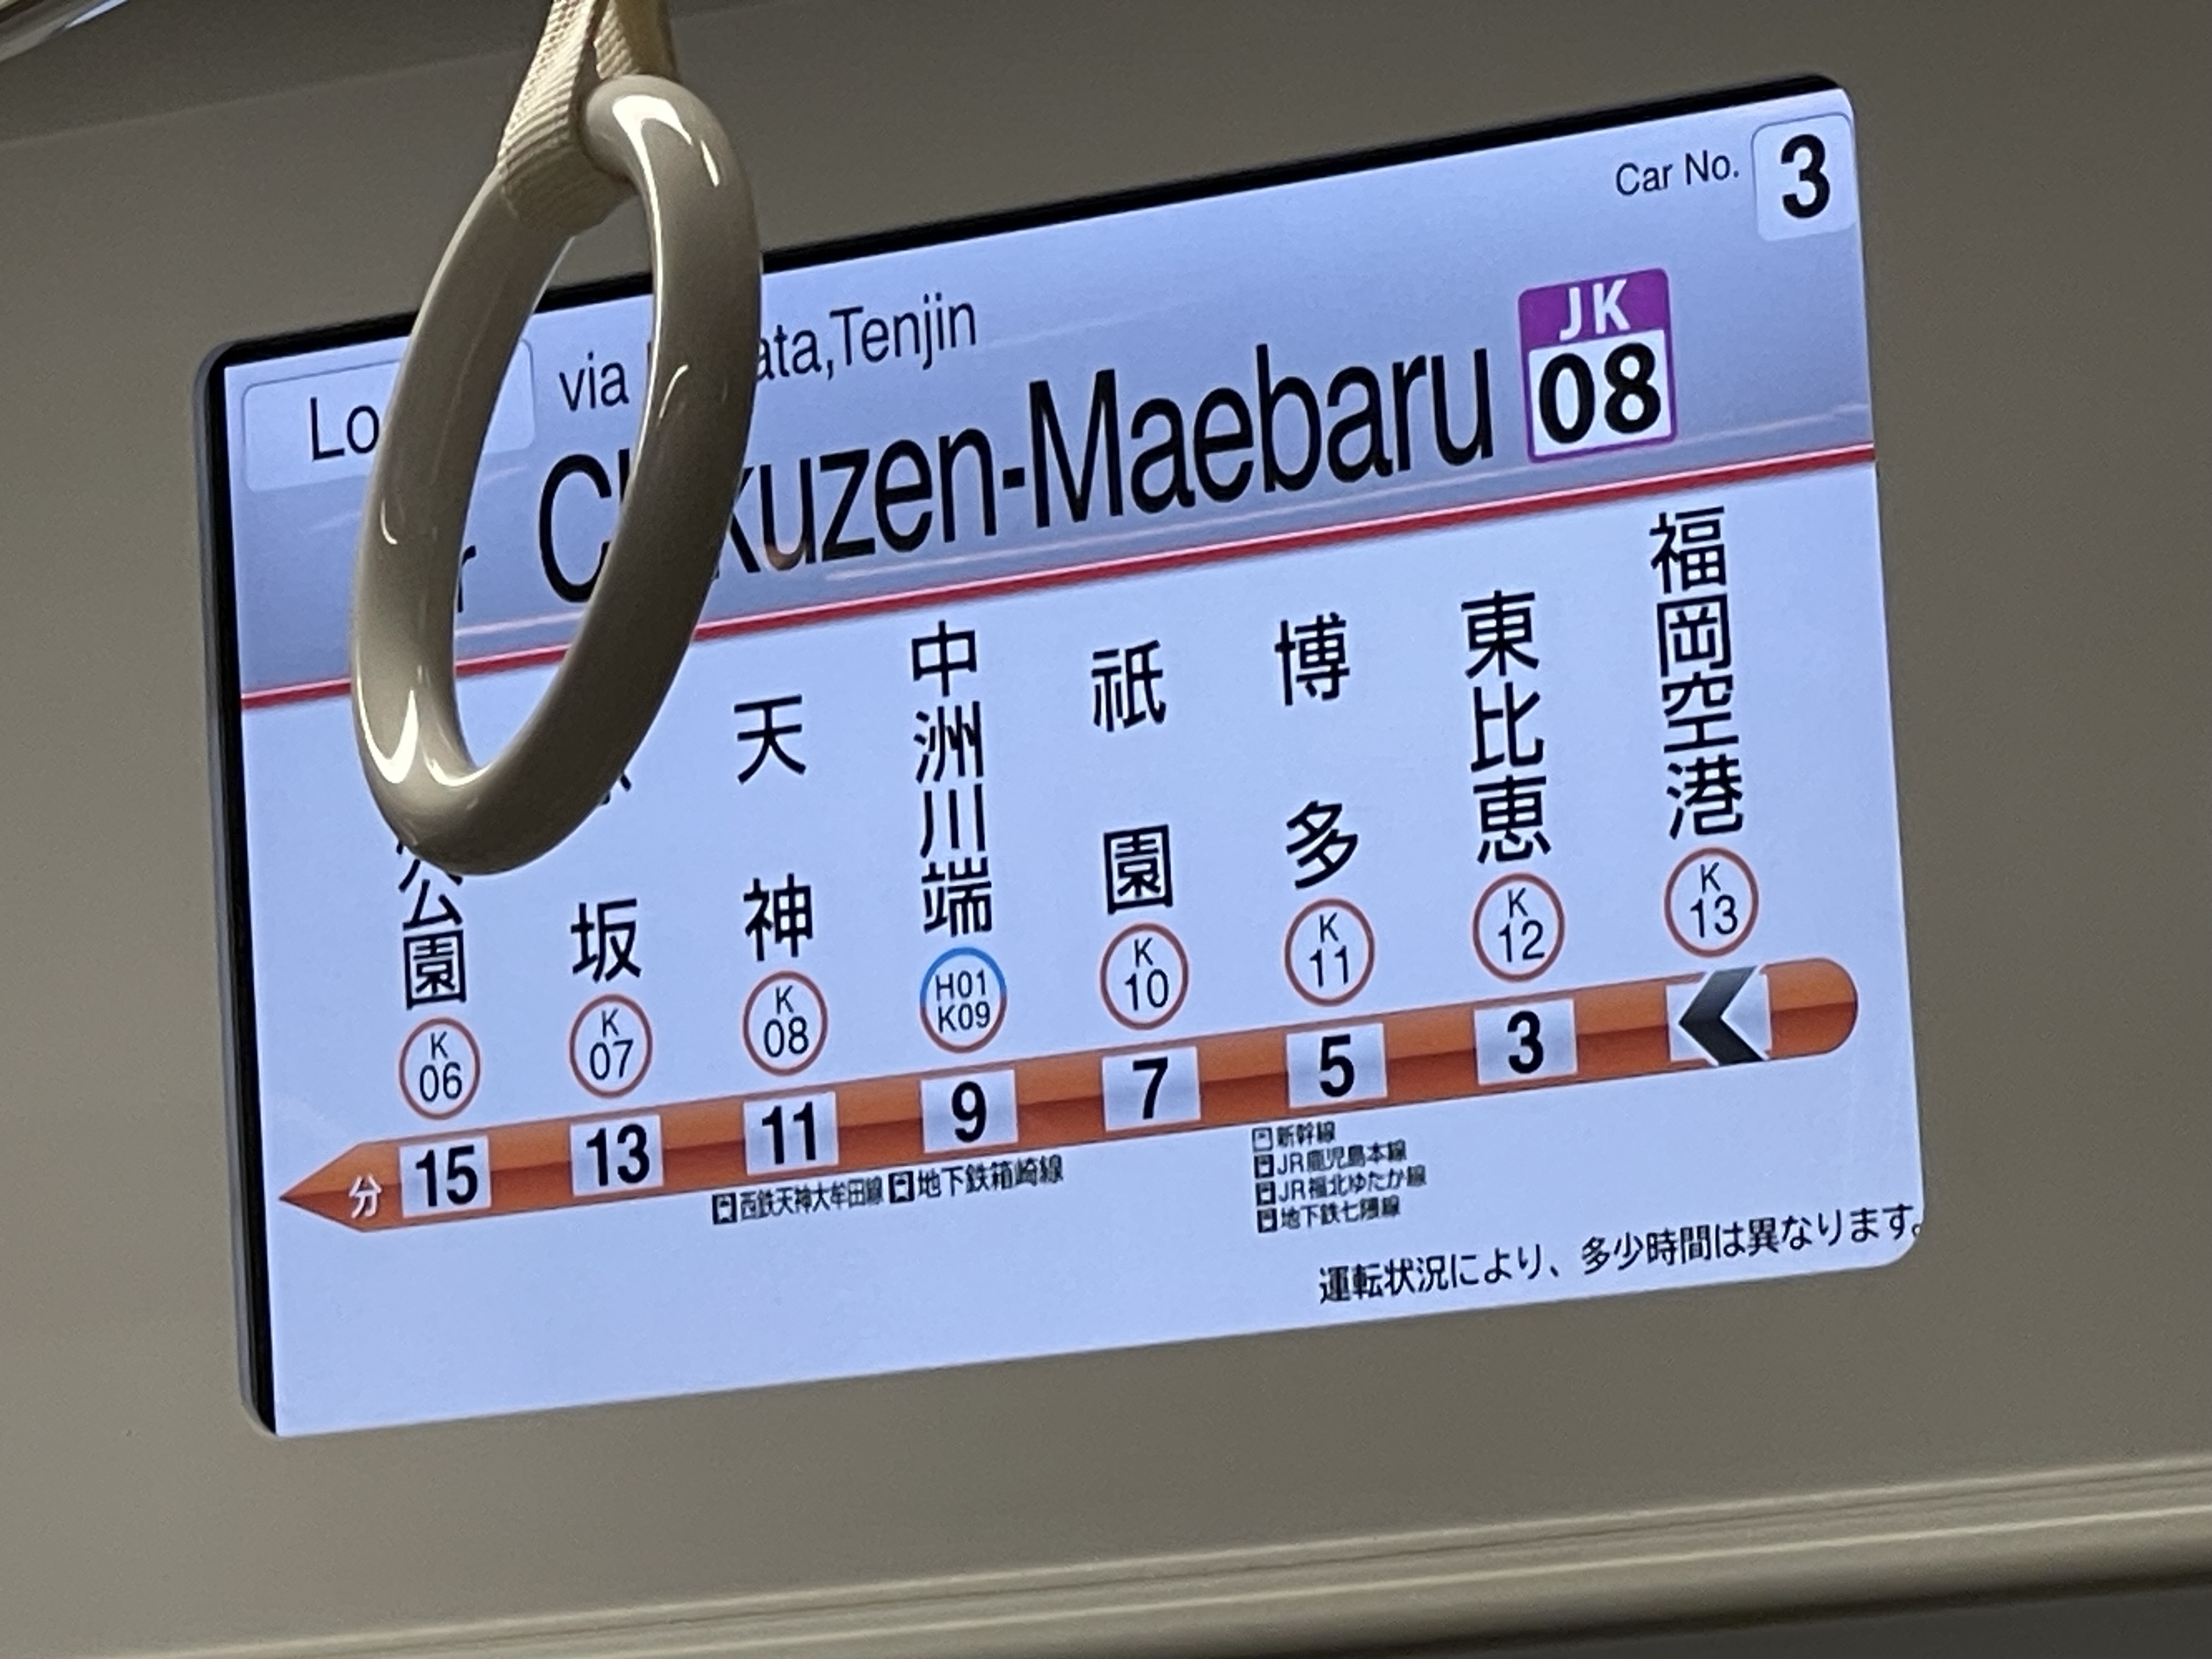 Car No. 3
via Tenjin
Chikuzen-Maebaru JK 08
福岡空港 K 13
東比恵 K 12 3
博多 K 11 5
祇園 K 10 7
中洲川端 H01 K09 9
天神 K 08 11
坂 K 07 13
公園 K 06 15
分
新幹線
JR鹿児島本線
JR福北ゆたか線
地下鉄七隈線
地下鉄箱崎線
西鉄天神大牟田線
運転状況により、多少時間は異なります。